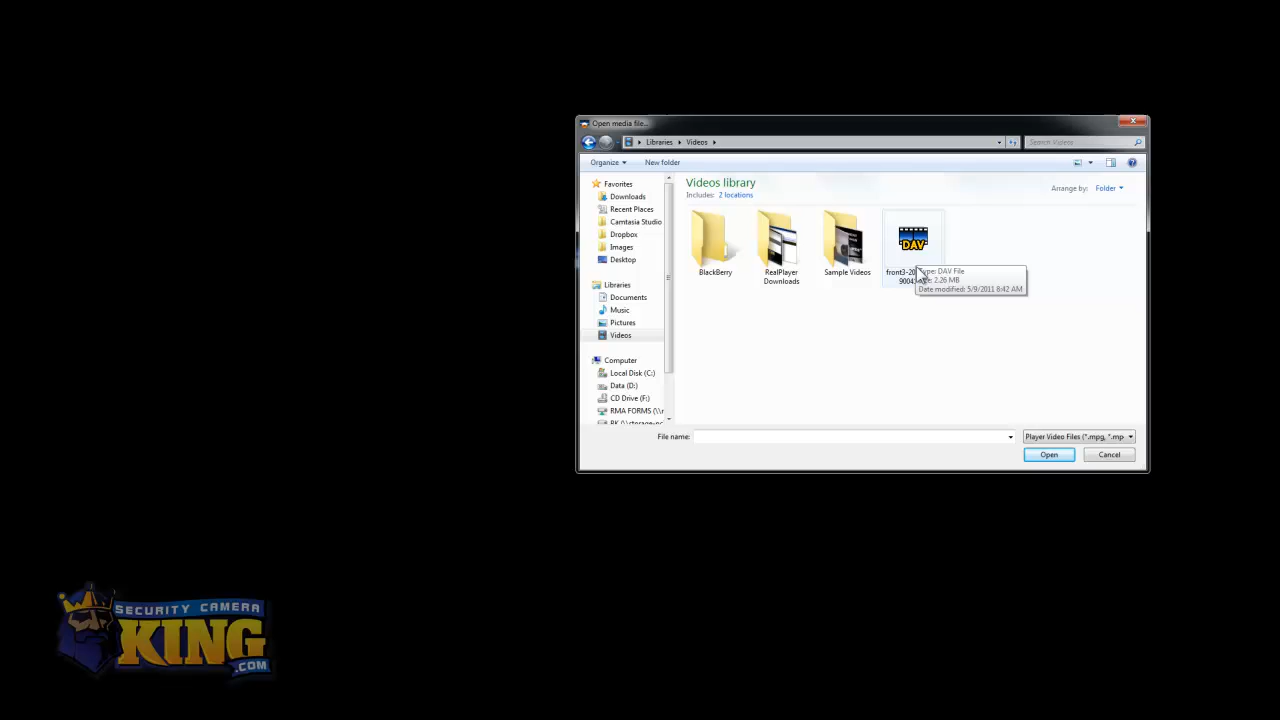 Open media file...
Libraries
Videos
Search Videos
Organize
New folder
Favorites
Downloads
Recent Places
Camtasia Studio
Dropbox
Images
Desktop
Libraries
Documents
Music
Pictures
Videos
Computer
Local Disk (C:)
Data (D:)
CD Drive (F:)
RMA FORMS (\\r
Videos library
Includes: 2 locations
Arrange by: Folder
BlackBerry
RealPlayer
Downloads
Sample Videos
DAV
front3-20
DAV File
2.26 MB
Date modified: 5/9/2011 8:42 AM
File name:
Player Video Files (*.mpg, *.mp
Open
Cancel
SECURITY CAMERA
KING
.COM